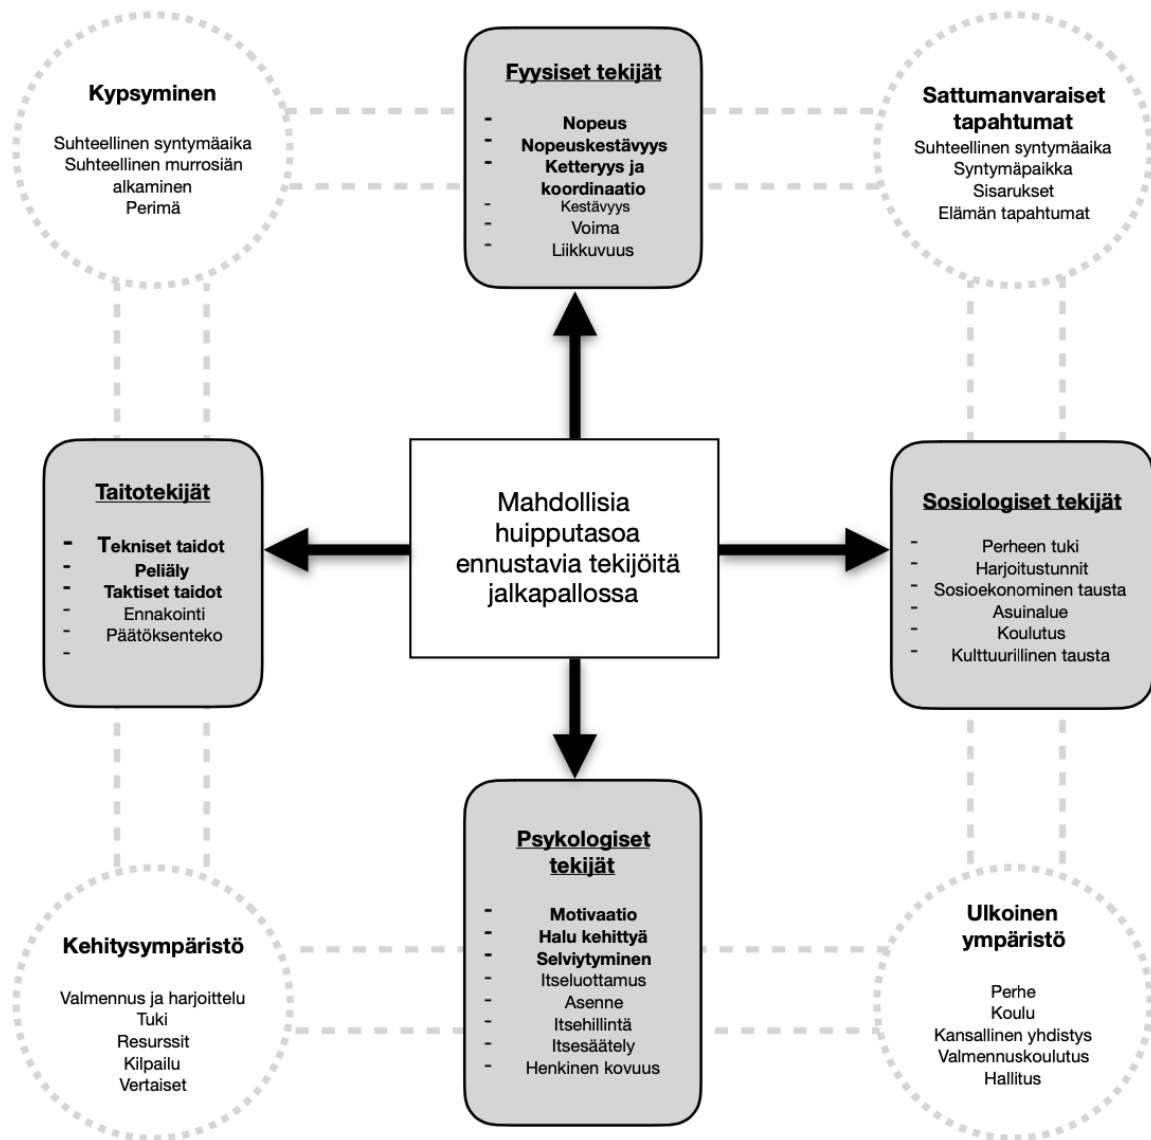 Kypsyminen
Suhteellinen syntymäaika
Suhteellinen murrosiän
alkaminen
Perimä
Fyysiset tekijät
- Nopeus
- Nopeuskestävyys
- Ketteryys ja
koordinaatio
- Kestävyys
- Voima
- Liikkuvuus
Sattumanvaraiset
tapahtumat
Suhteellinen syntymäaika
Syntymäpaikka
Sisarukset
Elämän tapahtumat
Taitotekijät
- Tekniset taidot
- Peliäly
- Taktiset taidot
- Ennakointi
- Päätöksenteko
-
Mahdollisia
huipputasoa
ennustavia tekijöitä
jalkapallossa
Sosiologiset tekijät
- Perheen tuki
- Harjoitustunnit
- Sosioekonominen tausta
- Asuinalue
- Koulutus
- Kulttuurillinen tausta
Kehitysympäristö
Valmennus ja harjoittelu
Tuki
Resurssit
Kilpailu
Vertaiset
Psykologiset
tekijät
- Motivaatio
- Halu kehittyä
- Selviytyminen
- Itseluottamus
- Asenne
- Itsehillintä
- Itsesäätely
- Henkinen kovuus
Ulkoinen
ympäristö
Perhe
Koulu
Kansallinen yhdistys
Valmennuskoulutus
Hallitus